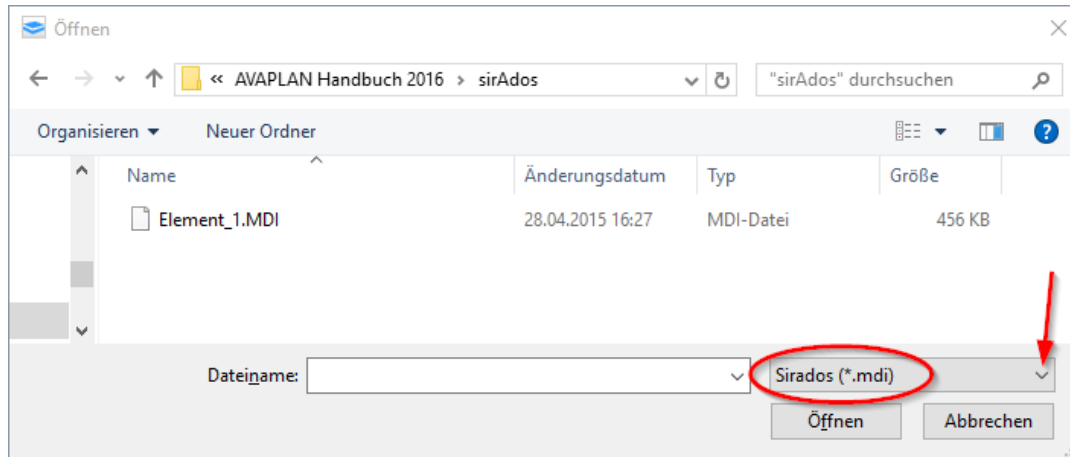 Öffnen
« AVAPLAN Handbuch 2016 › sirAdos
"sirAdos" durchsuchen
Organisieren Neuer Ordner ?
Name Änderungsdatum Typ Größe
Element_1.MDI 28.04.2015 16:27 MDI-Datei 456 KB
Dateiname: Sirados (*.mdi)
Öffnen Abbrechen